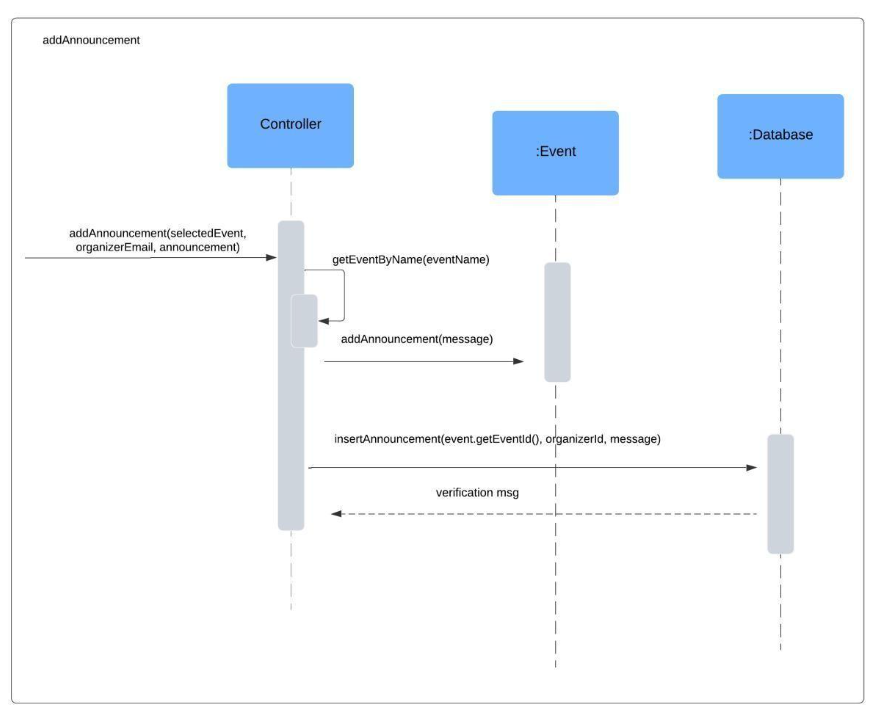 addAnnouncement
Controller
:Event
:Database
addAnnouncement(selectedEvent,
organizerEmail, announcement)
getEventByName(eventName)
addAnnouncement(message)
insertAnnouncement(event.getEventId(), organizerId, message)
verification msg